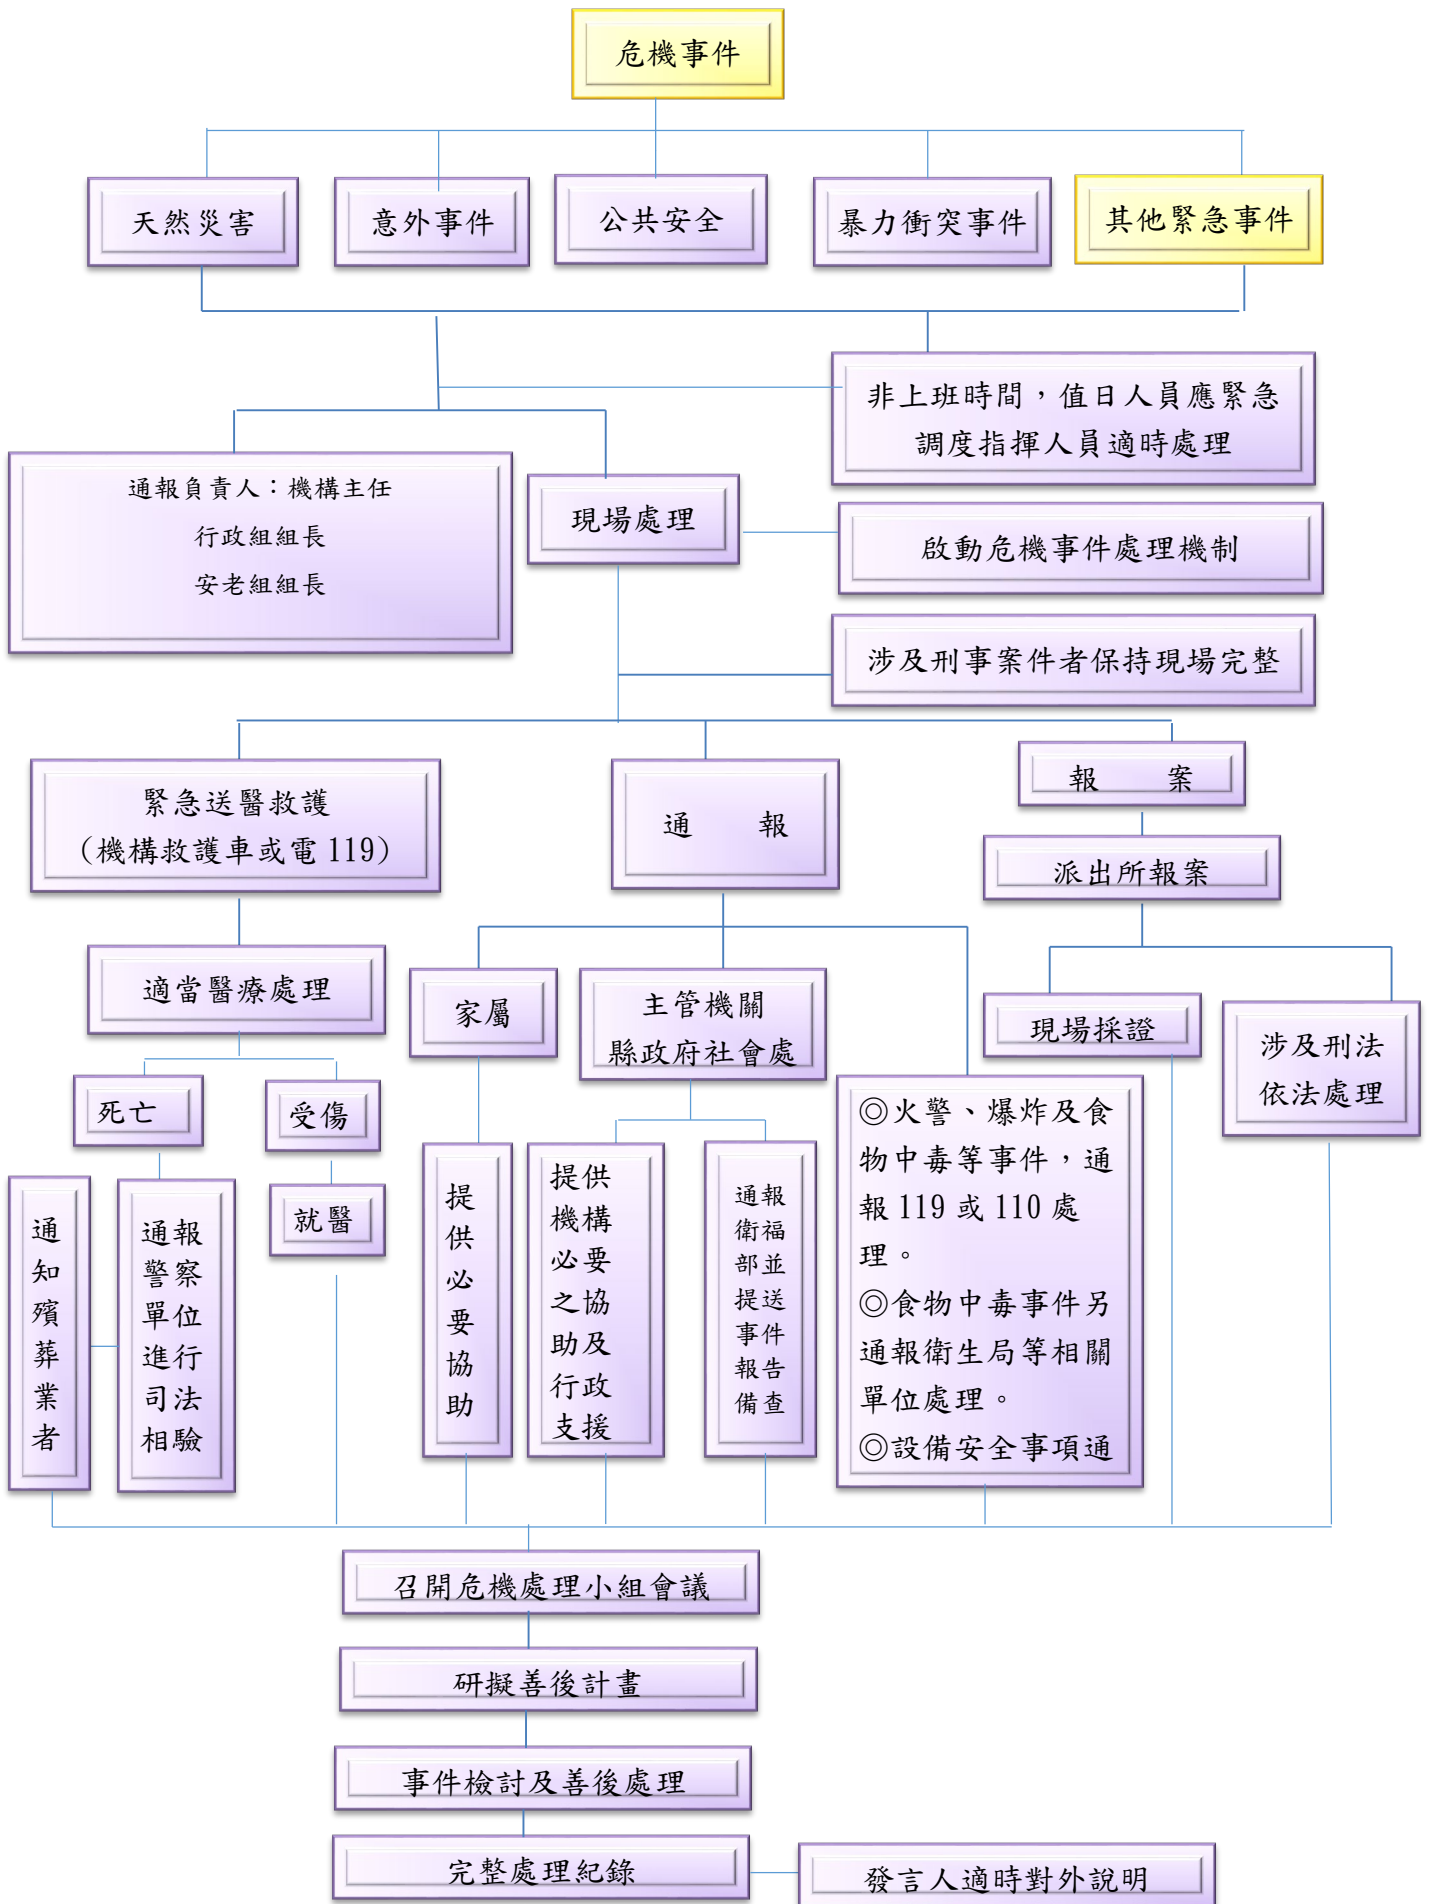 危機事件
天然災害
意外事件
公共安全
暴力衝突事件
其他緊急事件
非上班時間，值日人員應緊急
調度指揮人員適時處理
通報負責人：機構主任
行政組組長
安老組組長
現場處理
啟動危機事件處理機制
涉及刑事案件者保持現場完整
緊急送醫救護
（機構救護車或電 119）
通　　報
報　　案
派出所報案
適當醫療處理
家屬
主管機關
縣政府社會處
現場採證
涉及刑法
依法處理
死亡
受傷
就醫
通知殯葬業者
通報
警察
單位
進行
司法
相驗
提供必要協助
提供
機構
必要
之協
助及
行政
支援
通報
衛福
部並
提送
事件
報告
備查
◎火警、爆炸及食
物中毒等事件，通
報 119 或 110 處
理。
◎食物中毒事件另
通報衛生局等相關
單位處理。
◎設備安全事項通
召開危機處理小組會議
研擬善後計畫
事件檢討及善後處理
完整處理紀錄
發言人適時對外說明